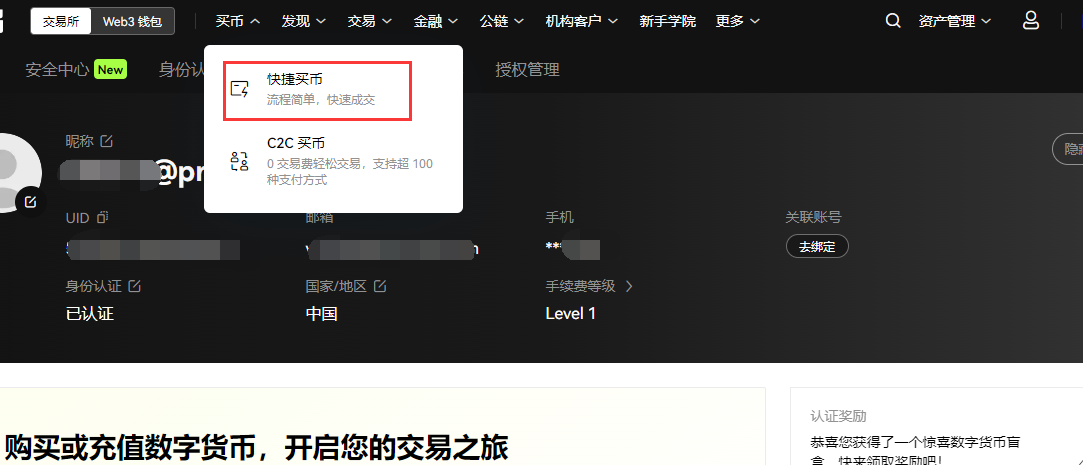 交易所 Web3 钱包 买币 发现 交易 金融 公链 机构客户 新手学院 更多 资产管理
安全中心 New 身份认 授权管理
快捷买币
流程简单，快速成交
C2C 买币
0 交易费轻松交易，支持超 100
种支付方式
昵称
@pr
UID 邮箱 手机 关联账号
*** 去绑定
身份认证 国家/地区 手续费等级
已认证 中国 Level 1
购买或充值数字货币，开启您的交易之旅
认证奖励
恭喜您获得了一个惊喜数字货币盲
盒，快来领取奖励吧！